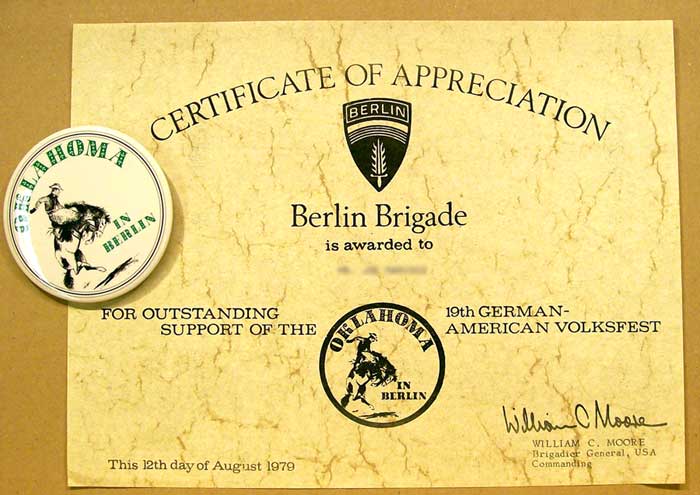 CERTIFICATE OF APPRECIATION
BERLIN
Berlin Brigade
is awarded to
FOR OUTSTANDING
SUPPORT OF THE
OKLAHOMA
IN
BERLIN
19th GERMAN-
AMERICAN VOLKSFEST
William C Moore
WILLIAM C. MOORE
Brigadier General, USA
Commanding
This 12th day of August 1979
OKLAHOMA
IN
BERLIN